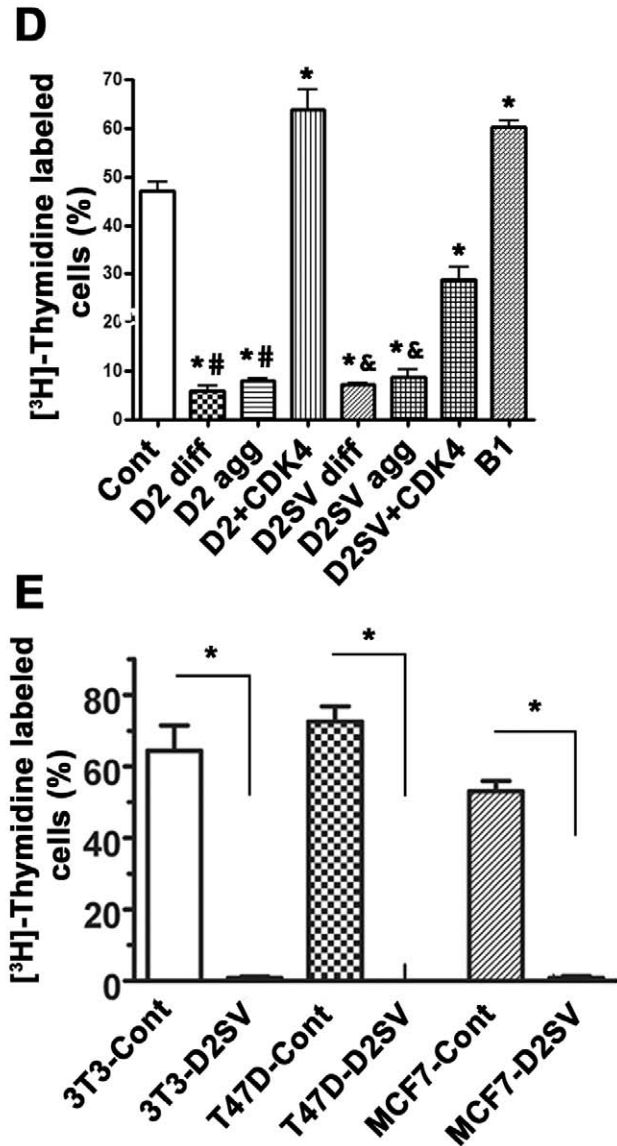 D
[³H]-Thymidine labeled
cells (%)
70
60
50
40
30
20
20
10
0
*
*
*
*#
*#
*&
*&
Cont
D2 diff
D2 agg
D2+CDK4
D2SV diff
D2SV agg
D2SV+CDK4
B1
E
[³H]-Thymidine labeled
cells (%)
80
60
40
20
0
*
*
*
3T3-Cont
3T3-D2SV
T47D-Cont
T47D-D2SV
MCF7-Cont
MCF7-D2SV